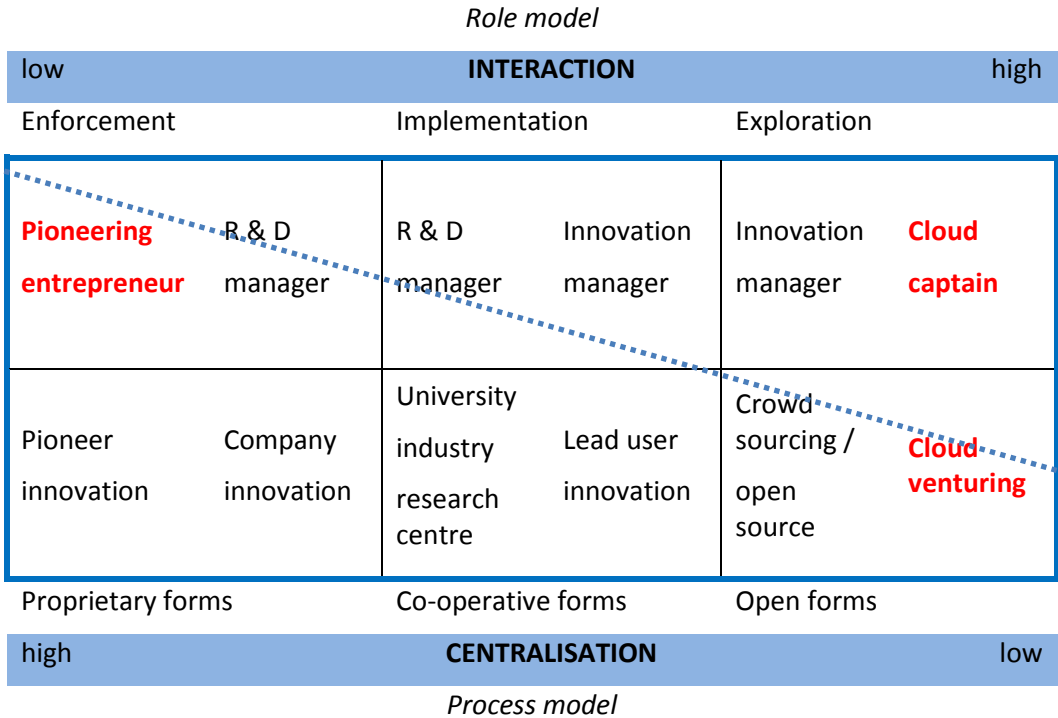 Role model
low INTERACTION high
Enforcement Implementation Exploration
Pioneering R & D R & D Innovation Innovation Cloud
entrepreneur manager manager manager manager captain
University
industry
research
centre
Pioneer Company Lead user
innovation innovation innovation
Crowd
sourcing /
open
source
Cloud
venturing
Proprietary forms Co-operative forms Open forms
high CENTRALISATION low
Process model